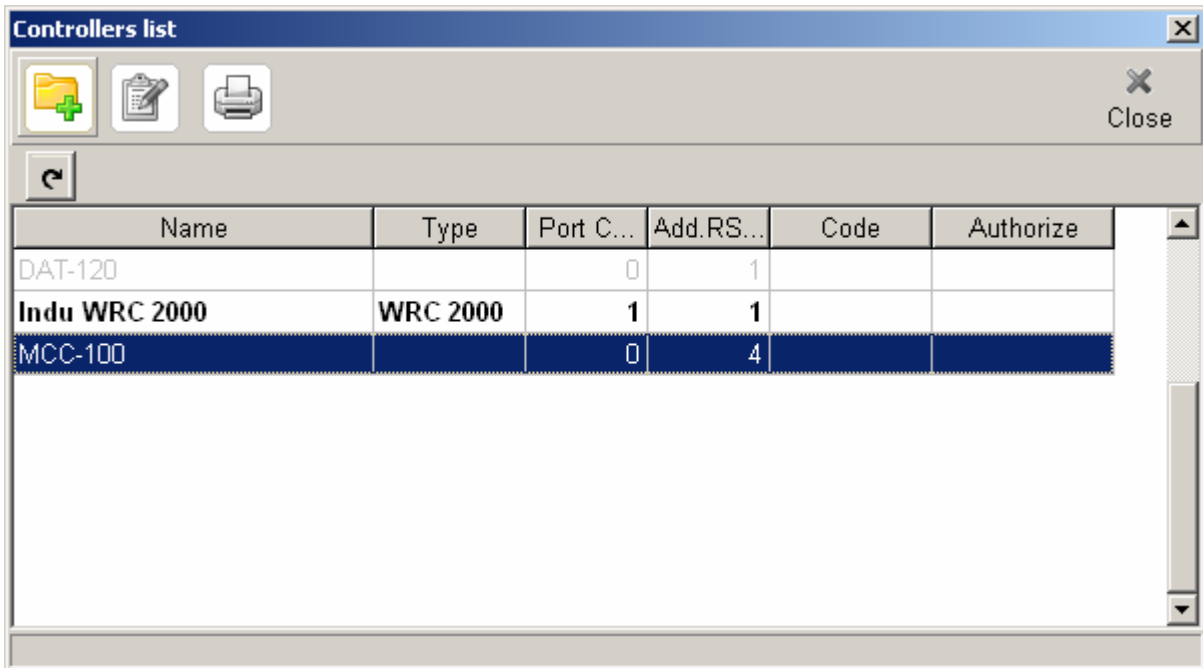 Controllers list
Close
Name Type Port C... Add.RS... Code Authorize
DAT-120 0 1
Indu WRC 2000 WRC 2000 1 1
MCC-100 0 4